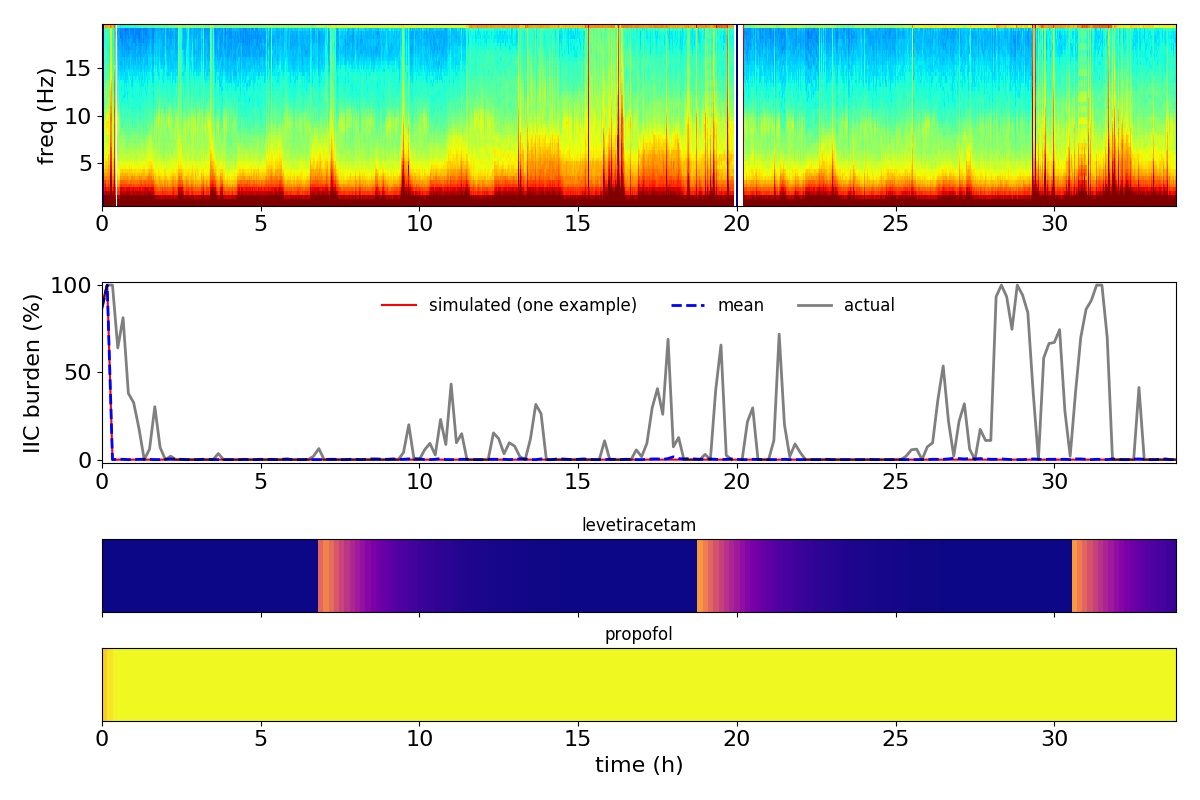 freq (Hz)
15
10
5
0 5 10 15 20 25 30
IIC burden (%)
100
50
0
simulated (one example) mean actual
0 5 10 15 20 25 30
levetiracetam
propofol
0 5 10 15 20 25 30
time (h)